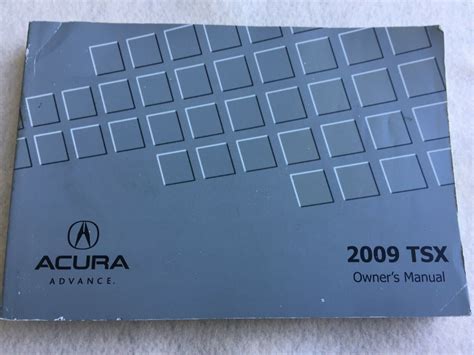 ACURA
ADVANCE.
2009 TSX
Owner's Manual